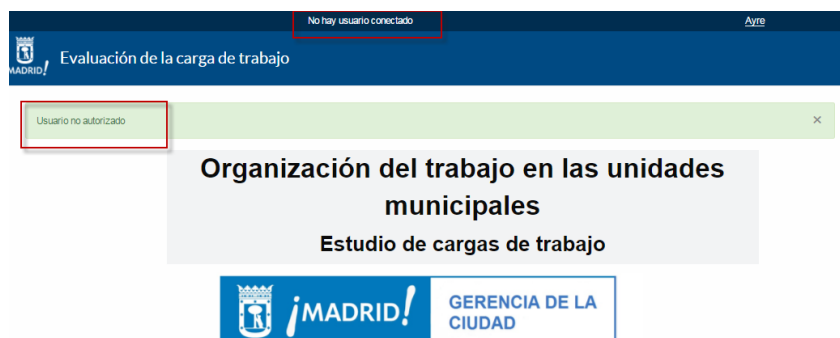 No hay usuario conectado
Ayre
MADRID!
Evaluación de la carga de trabajo
Usuario no autorizado
×
Organización del trabajo en las unidades
municipales
Estudio de cargas de trabajo
¡MADRID!
GERENCIA DE LA
CIUDAD